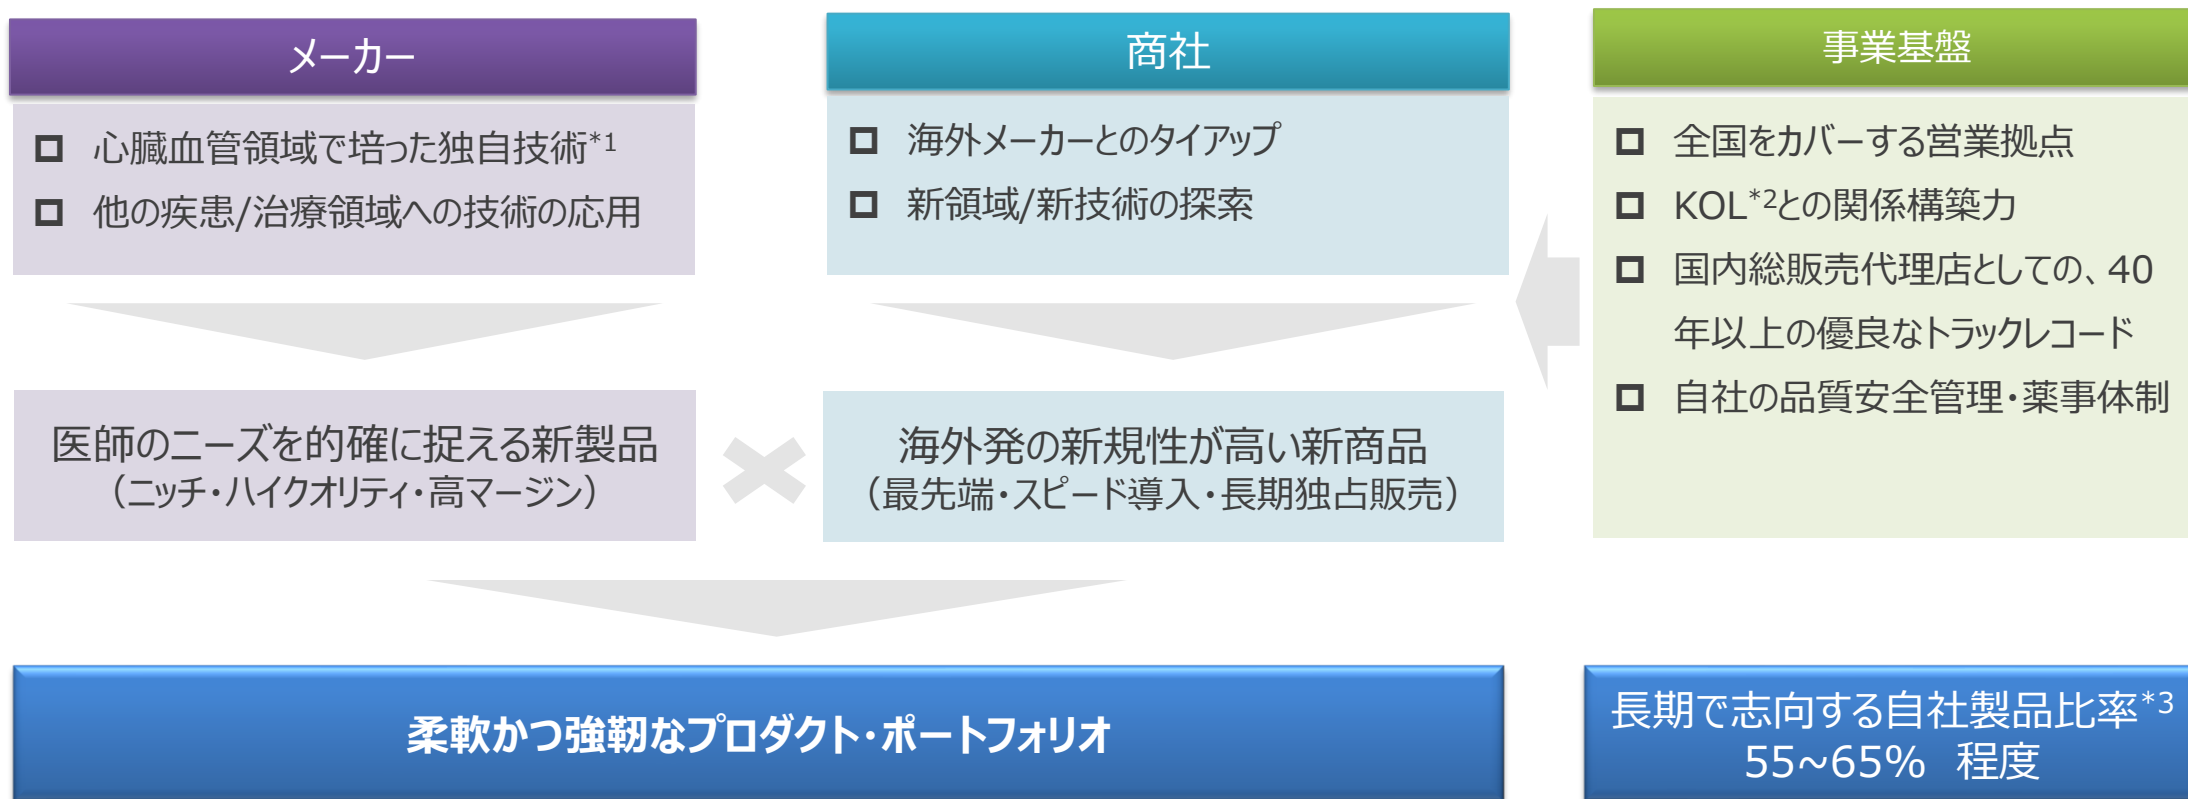 メーカー
心臓血管領域で培った独自技術*1
他の疾患/治療領域への技術の応用
医師のニーズを的確に捉える新製品
（ニッチ・ハイクオリティ・高マージン）
商社
海外メーカーとのタイアップ
新領域/新技術の探索
海外発の新規性が高い新商品
（最先端・スピード導入・長期独占販売）
事業基盤
全国をカバーする営業拠点
KOL*2との関係構築力
国内総販売代理店としての、40
年以上の優良なトラックレコード
自社の品質安全管理・薬事体制
柔軟かつ強靭なプロダクト・ポートフォリオ
長期で志向する自社製品比率*3
55~65% 程度